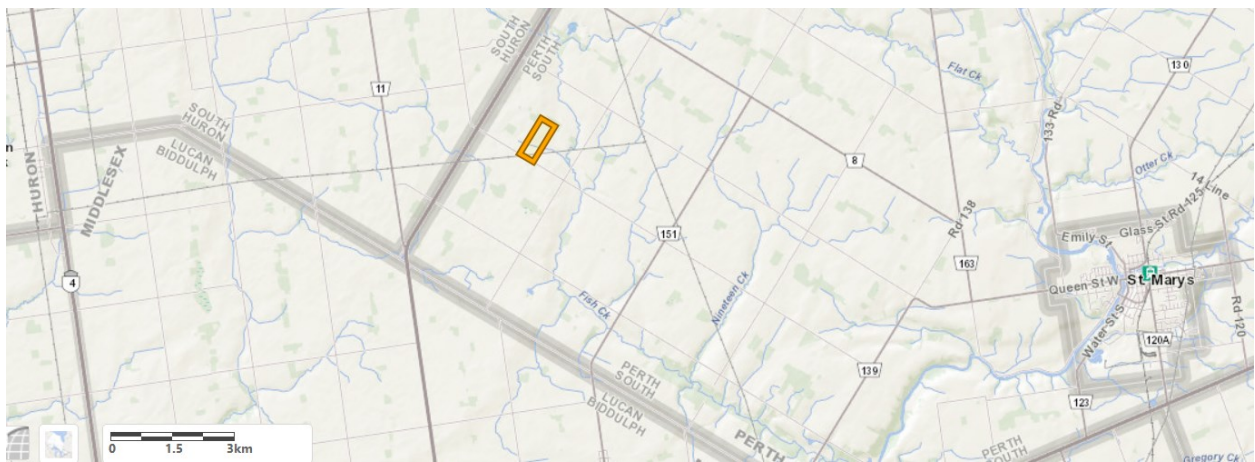 SOUTH HURON
PERTH SOUTH
11
SOUTH HURON
LUCAN BIDDULPH
HURON
MIDDLESEX
4
Flat Ck
130
133 Rd
8
Otter Ck
14 Line
Rd 125
Glass St
Emily St
Rd 138
151
163
Queen St W
St. Marys
Nineteen Ck
Fish Ck
Water St S
Rd 120
120A
139
123
PERTH SOUTH
LUCAN BIDDULPH
PERTH
PERTH SOUTH
Gregory Ck
0 1.5 3km